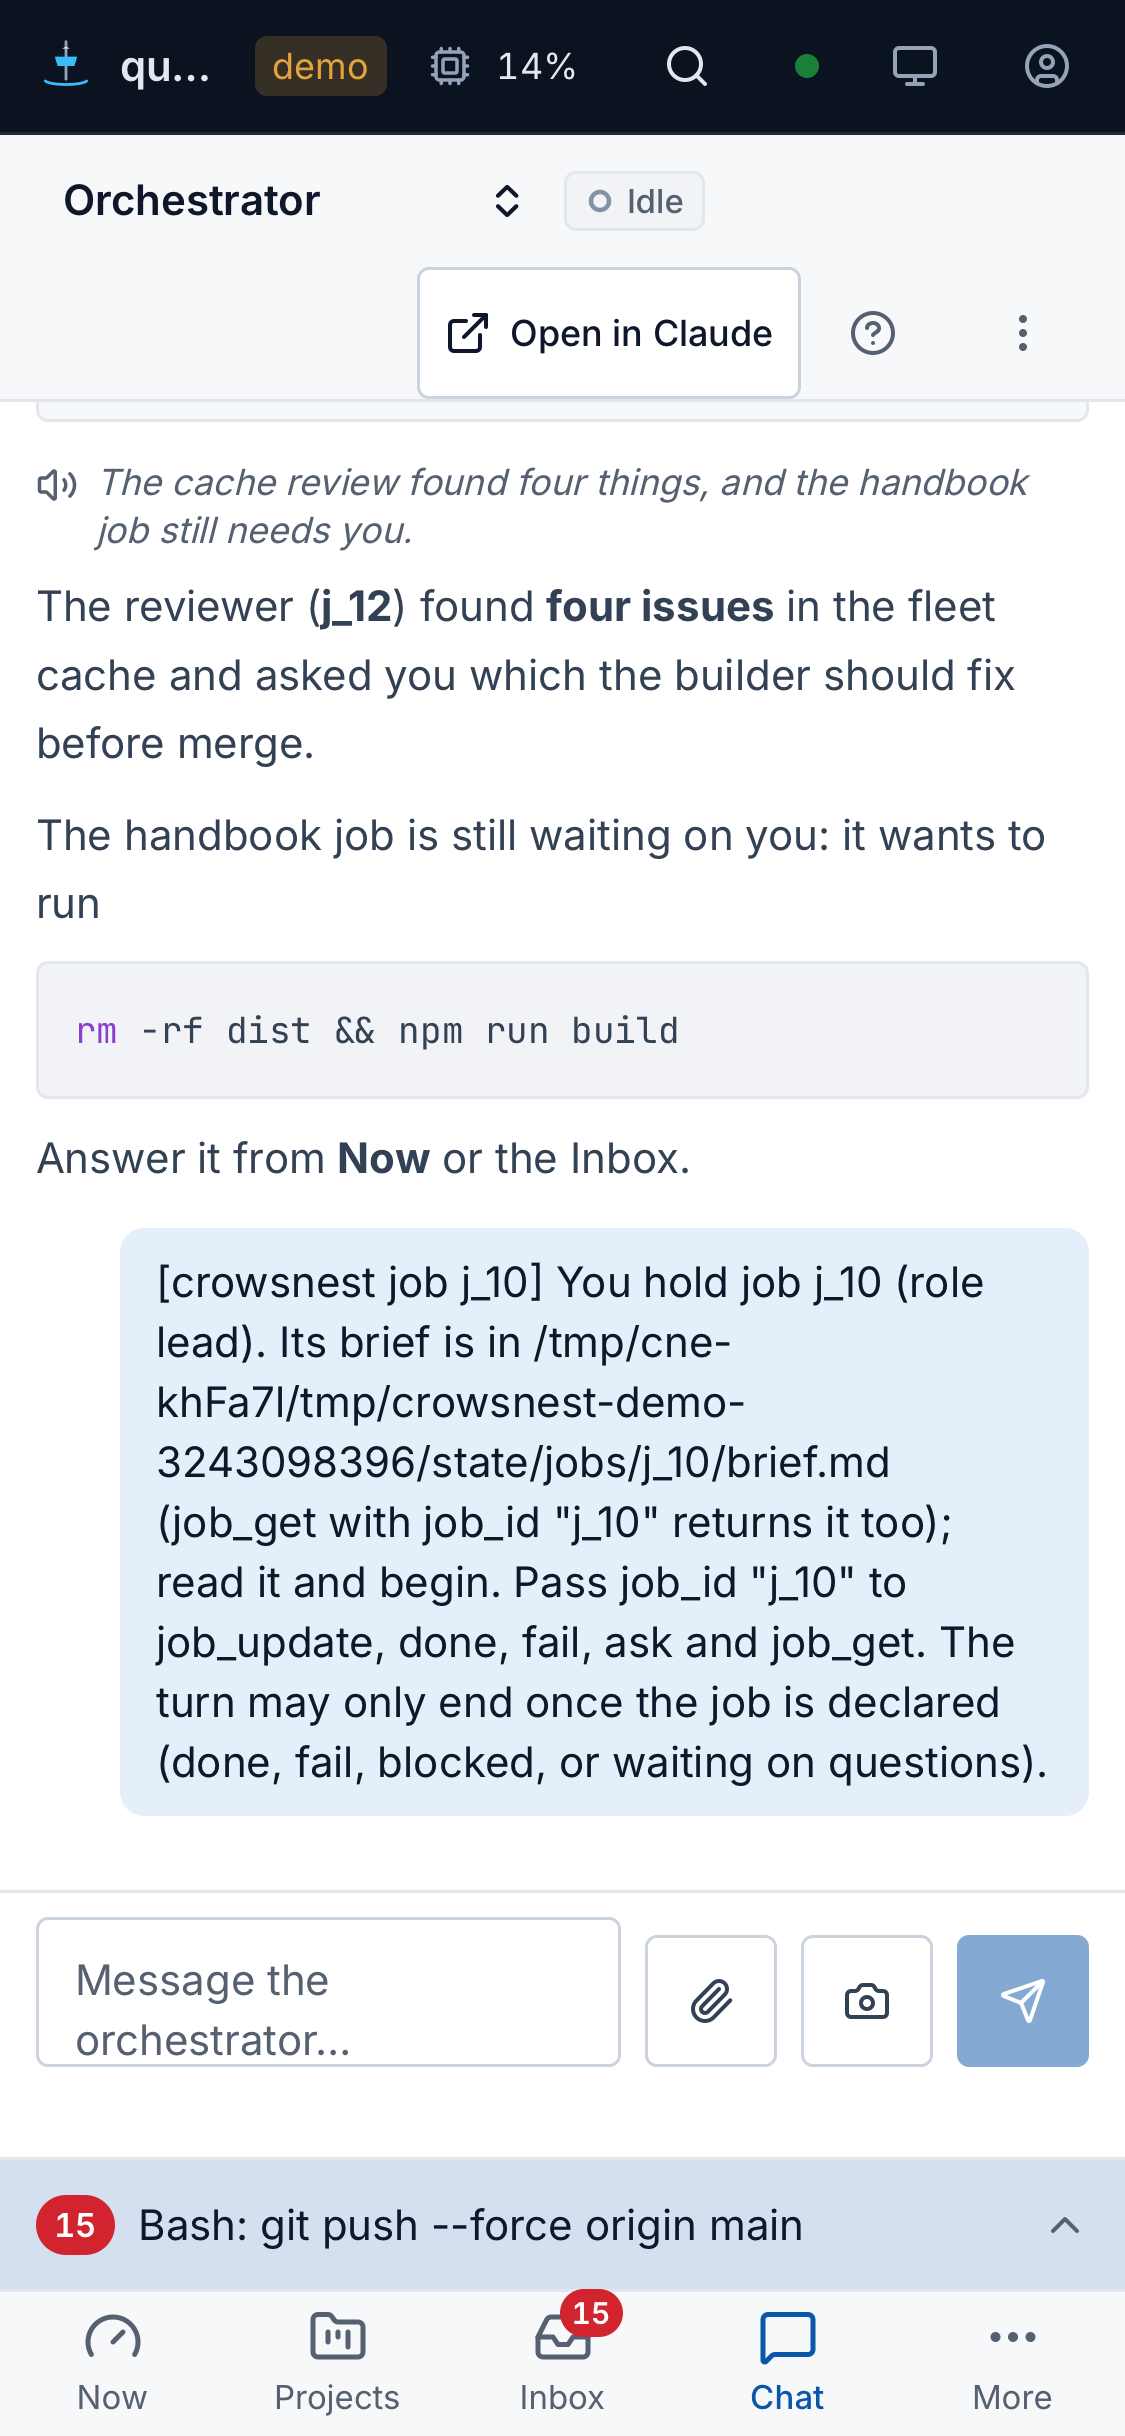 qu...
demo
14%
Orchestrator
Idle
Open in Claude
The cache review found four things, and the handbook
job still needs you.
The reviewer (j_12) found four issues in the fleet
cache and asked you which the builder should fix
before merge.
The handbook job is still waiting on you: it wants to
run
rm -rf dist && npm run build
Answer it from Now or the Inbox.
[crowsnest job j_10] You hold job j_10 (role
lead). Its brief is in /tmp/cne-
khFa7l/tmp/crowsnest-demo-
3243098396/state/jobs/j_10/brief.md
(job_get with job_id "j_10" returns it too);
read it and begin. Pass job_id "j_10" to
job_update, done, fail, ask and job_get. The
turn may only end once the job is declared
(done, fail, blocked, or waiting on questions).
Message the
orchestrator...
15
Bash: git push --force origin main
15
Now
Projects
Inbox
Chat
More